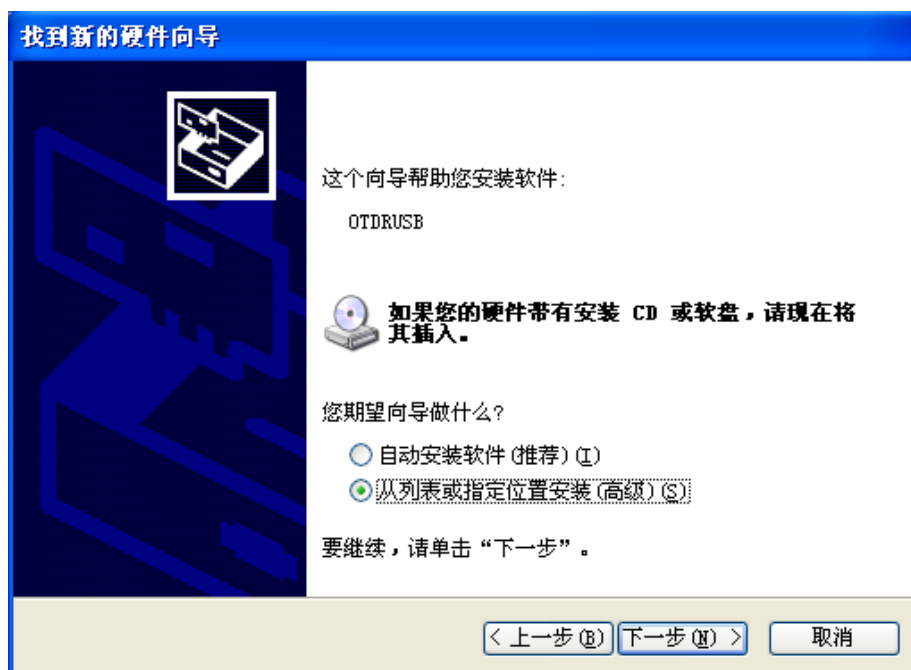 找到新的硬件向导
这个向导帮助您安装软件:
OTDRUSB
如果您的硬件带有安装 CD 或软盘，请现在将
其插入。
您期望向导做什么?
自动安装软件(推荐)(I)
从列表或指定位置安装(高级)(S)
要继续，请单击“下一步”。
< 上一步(B) 下一步(N) > 取消